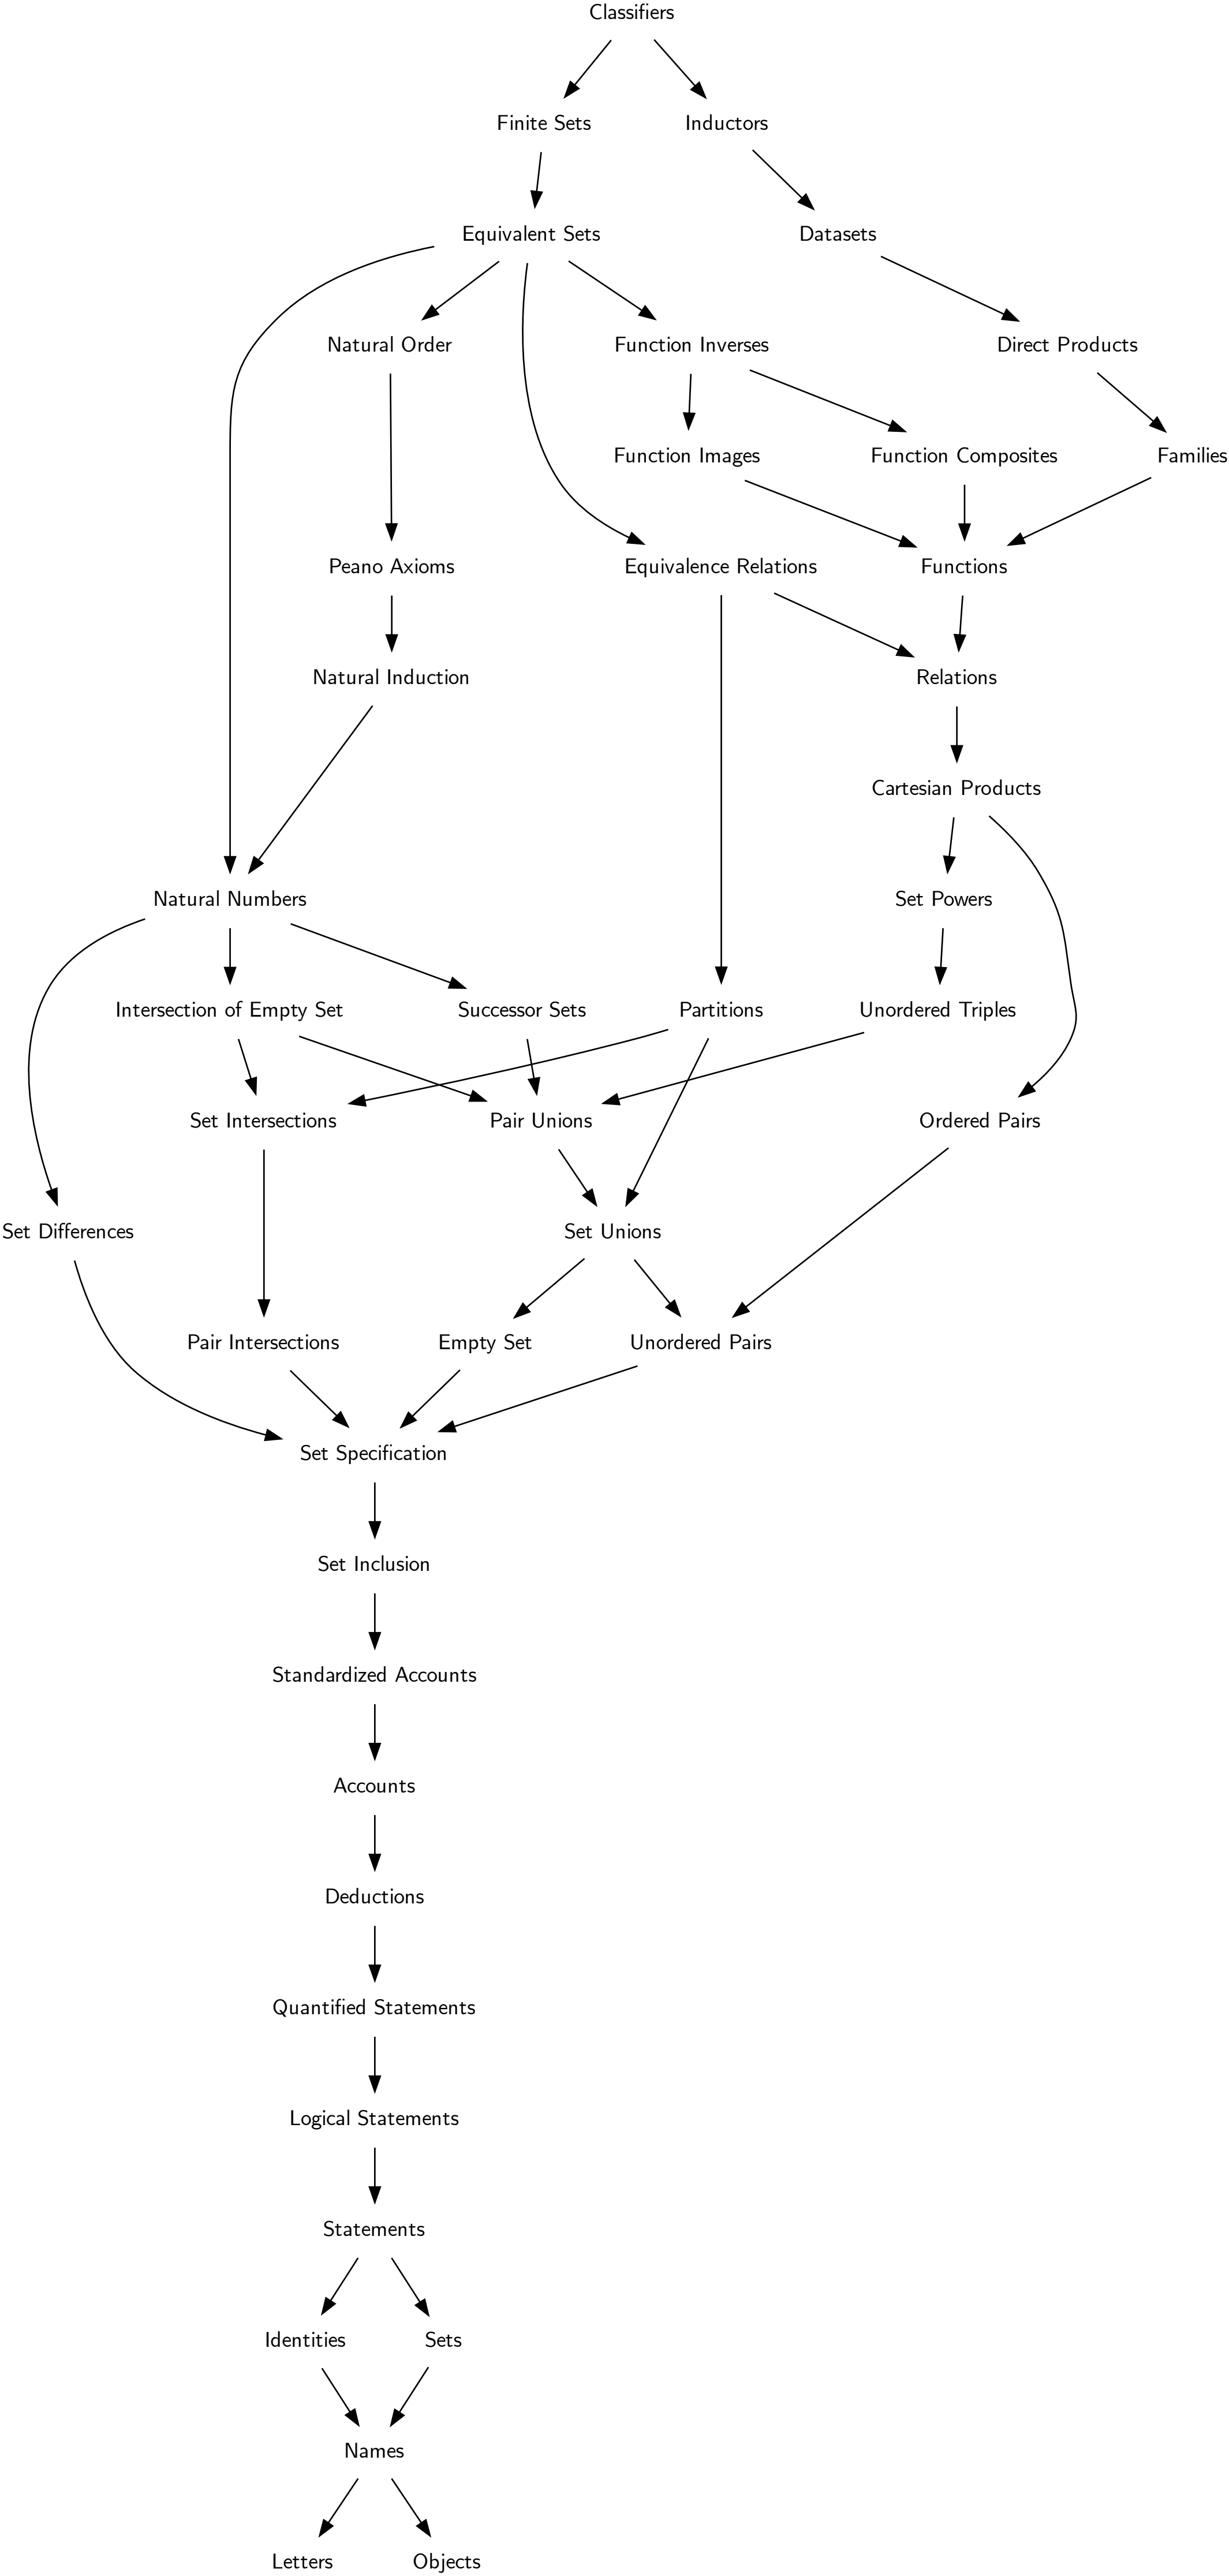 Classifiers
Finite Sets
Inductors
Equivalent Sets
Datasets
Natural Order
Function Inverses
Direct Products
Function Images
Function Composites
Families
Peano Axioms
Equivalence Relations
Functions
Natural Induction
Relations
Cartesian Products
Natural Numbers
Set Powers
Intersection of Empty Set
Successor Sets
Partitions
Unordered Triples
Set Intersections
Pair Unions
Ordered Pairs
Set Differences
Set Unions
Pair Intersections
Empty Set
Unordered Pairs
Set Specification
Set Inclusion
Standardized Accounts
Accounts
Deductions
Quantified Statements
Logical Statements
Statements
Identities
Sets
Names
Letters
Objects